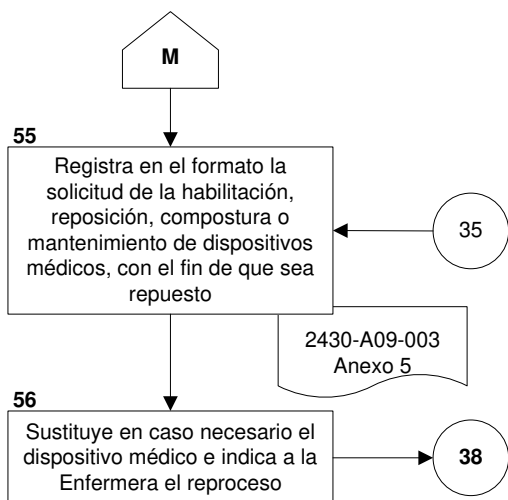 M
55
Registra en el formato la
solicitud de la habilitación,
reposición, compostura o
mantenimiento de dispositivos
médicos, con el fin de que sea
repuesto
35
2430-A09-003
Anexo 5
56
Sustituye en caso necesario el
dispositivo médico e indica a la
Enfermera el reproceso
38